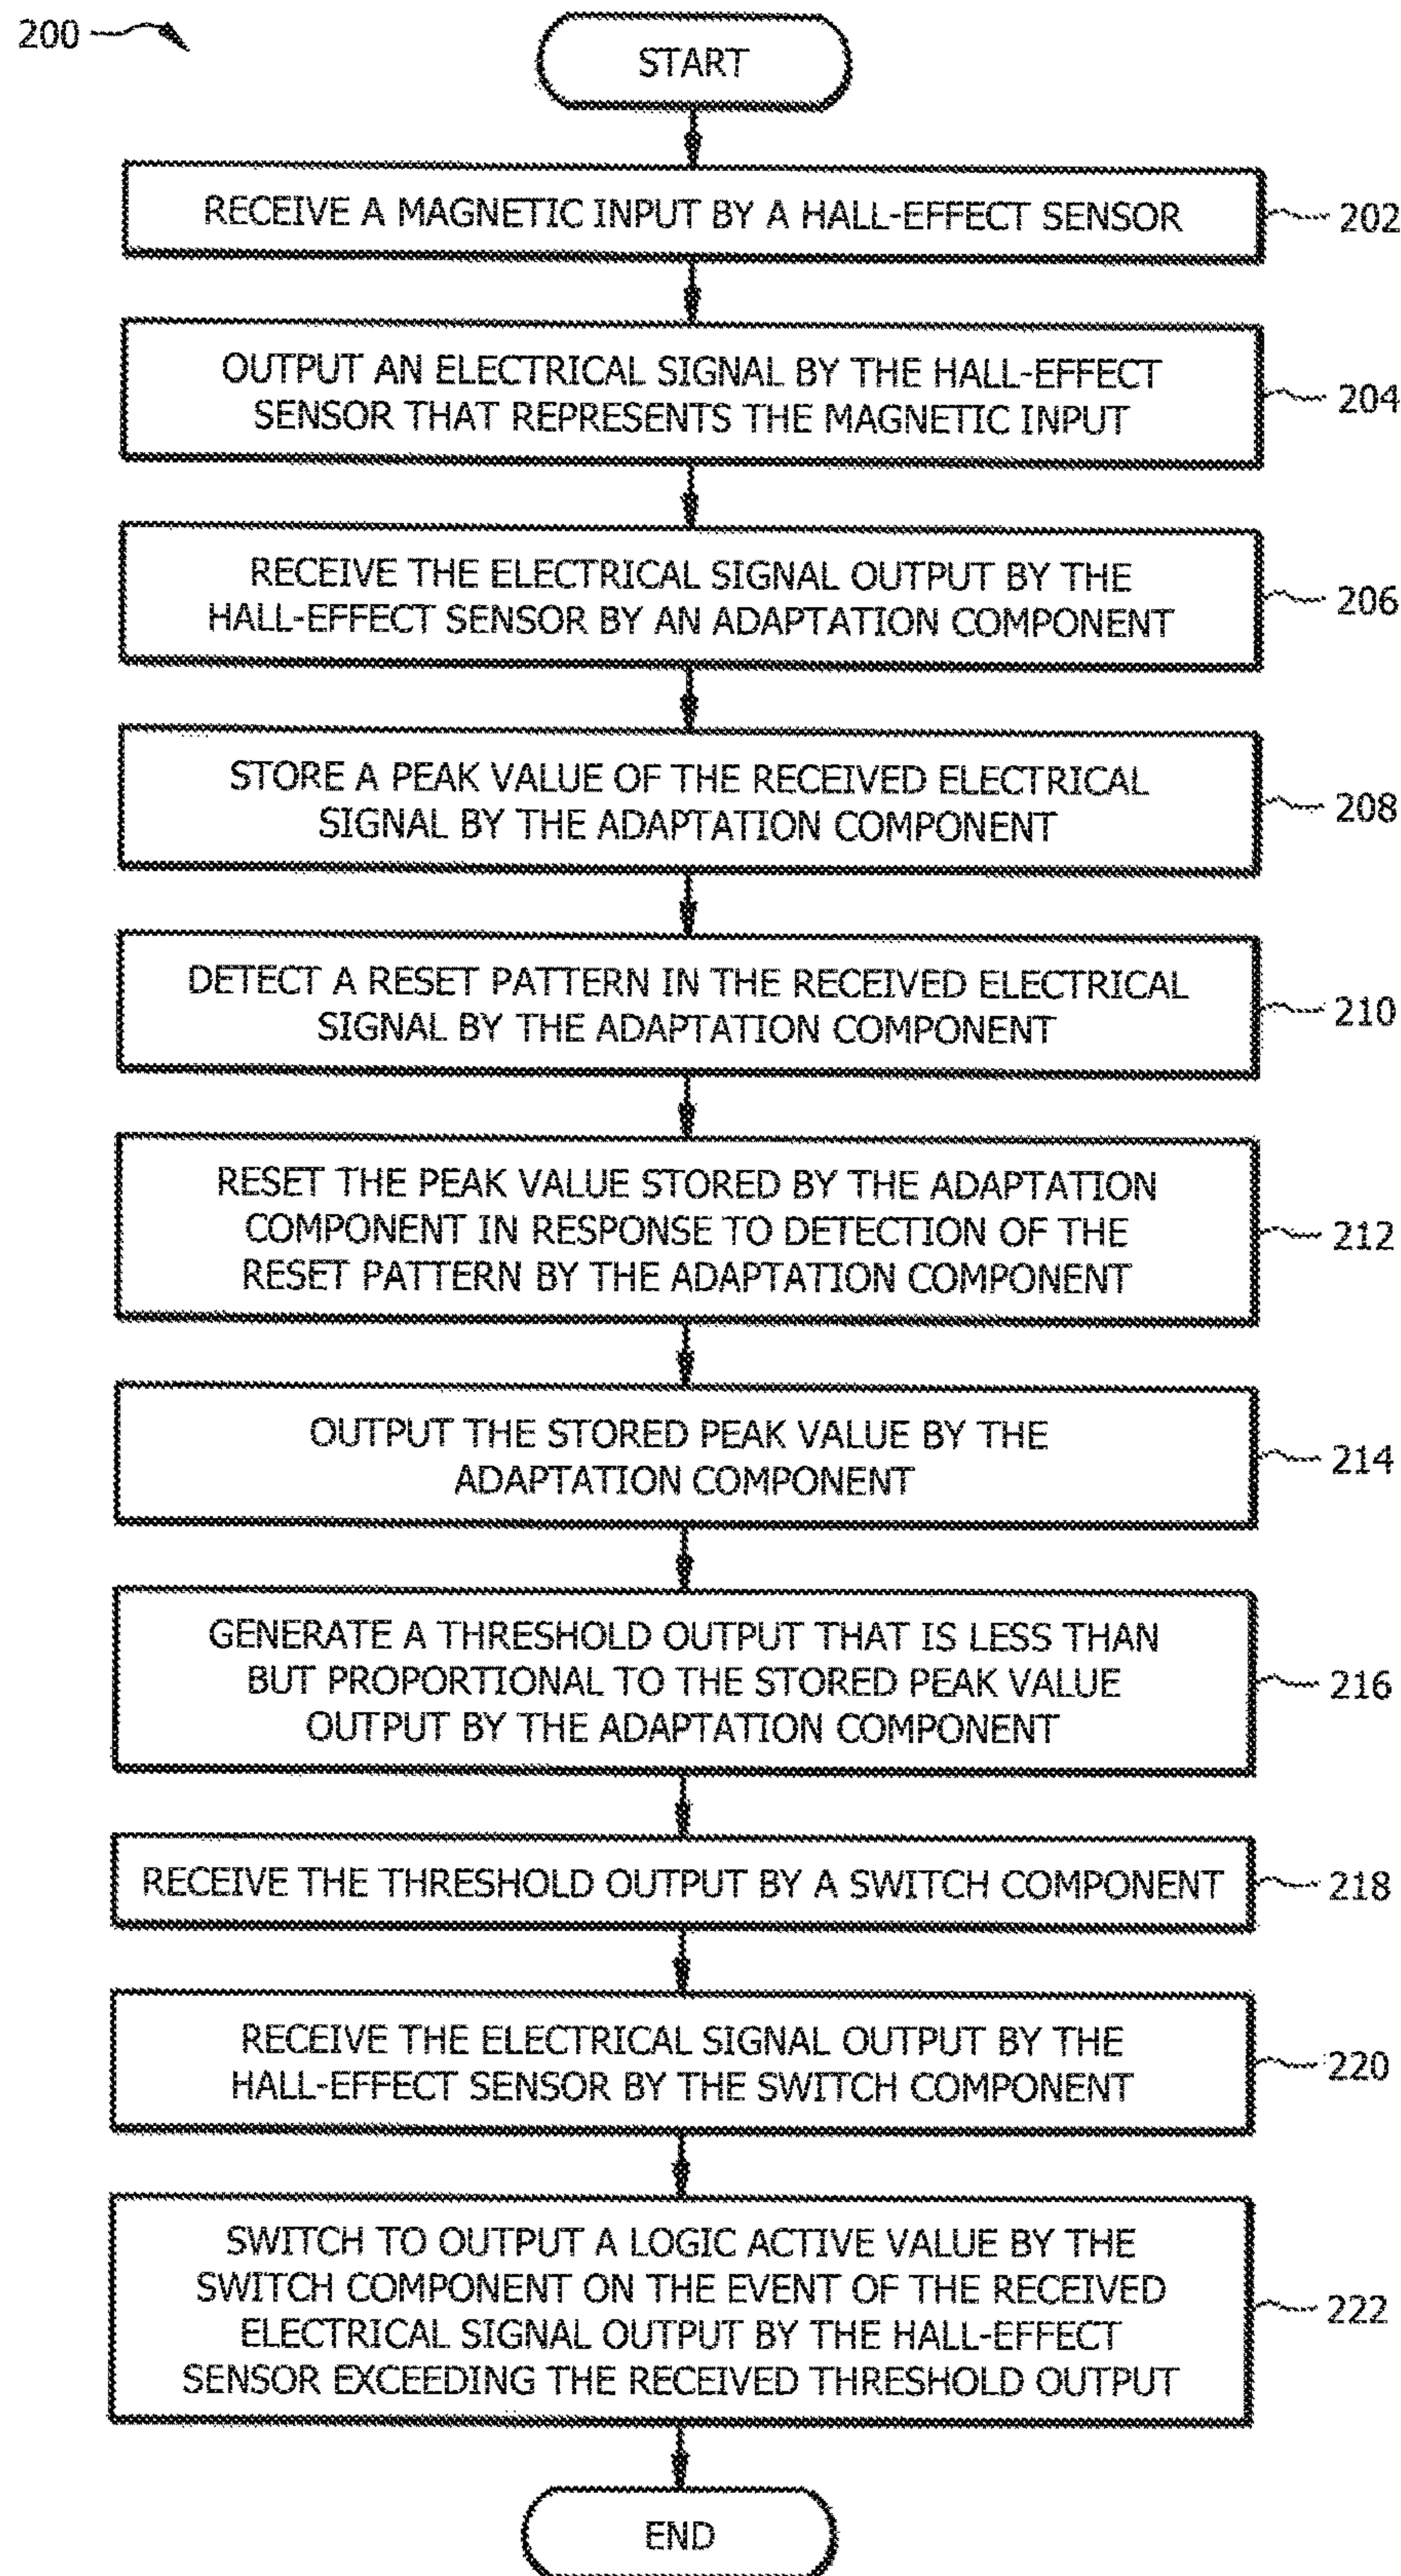 200
START
RECEIVE A MAGNETIC INPUT BY A HALL-EFFECT SENSOR
202
OUTPUT AN ELECTRICAL SIGNAL BY THE HALL-EFFECT
SENSOR THAT REPRESENTS THE MAGNETIC INPUT
204
RECEIVE THE ELECTRICAL SIGNAL OUTPUT BY THE
HALL-EFFECT SENSOR BY AN ADAPTATION COMPONENT
206
STORE A PEAK VALUE OF THE RECEIVED ELECTRICAL
SIGNAL BY THE ADAPTATION COMPONENT
208
DETECT A RESET PATTERN IN THE RECEIVED ELECTRICAL
SIGNAL BY THE ADAPTATION COMPONENT
210
RESET THE PEAK VALUE STORED BY THE ADAPTATION
COMPONENT IN RESPONSE TO DETECTION OF THE
RESET PATTERN BY THE ADAPTATION COMPONENT
212
OUTPUT THE STORED PEAK VALUE BY THE
ADAPTATION COMPONENT
214
GENERATE A THRESHOLD OUTPUT THAT IS LESS THAN
BUT PROPORTIONAL TO THE STORED PEAK VALUE
OUTPUT BY THE ADAPTATION COMPONENT
216
RECEIVE THE THRESHOLD OUTPUT BY A SWITCH COMPONENT
218
RECEIVE THE ELECTRICAL SIGNAL OUTPUT BY THE
HALL-EFFECT SENSOR BY THE SWITCH COMPONENT
220
SWITCH TO OUTPUT A LOGIC ACTIVE VALUE BY THE
SWITCH COMPONENT ON THE EVENT OF THE RECEIVED
ELECTRICAL SIGNAL OUTPUT BY THE HALL-EFFECT
SENSOR EXCEEDING THE RECEIVED THRESHOLD OUTPUT
222
END